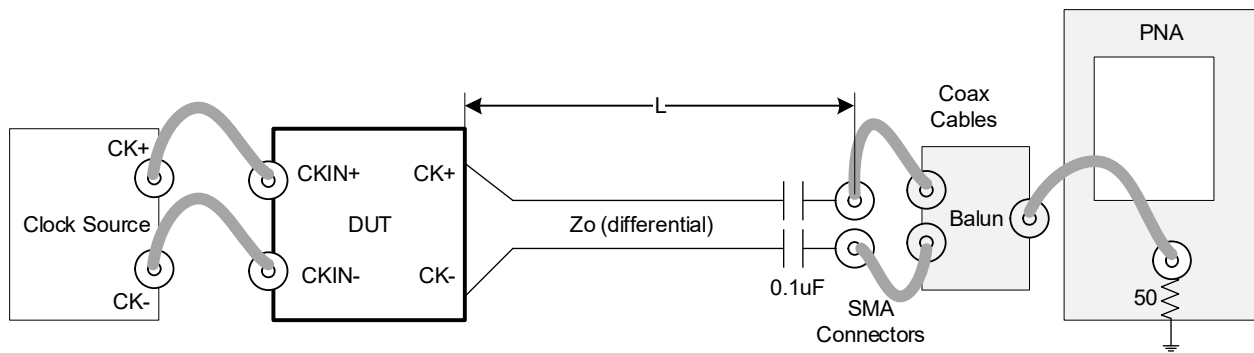 PNA
L
Coax
Cables
CK+
CKIN+
CK+
Clock Source
DUT
Zo (differential)
Balun
CK-
CKIN-
CK-
0.1uF
SMA
Connectors
50